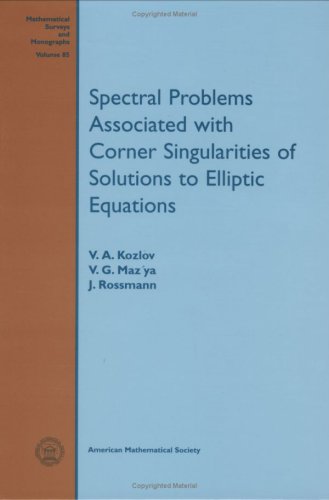 Mathematical
Surveys
and
Monographs
Volume 85
Spectral Problems
Associated with
Corner Singularities of
Solutions to Elliptic
Equations
V. A. Kozlov
V. G. Maz'ya
J. Rossmann
American Mathematical Society